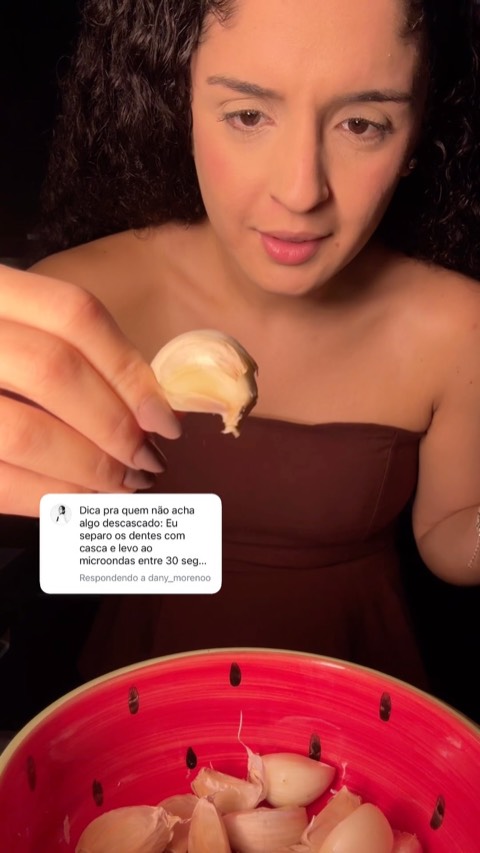 Dica pra quem não acha
algo descascado: Eu
separo os dentes com
casca e levo ao
microondas entre 30 seg...
Respondendo a dany_morenoo